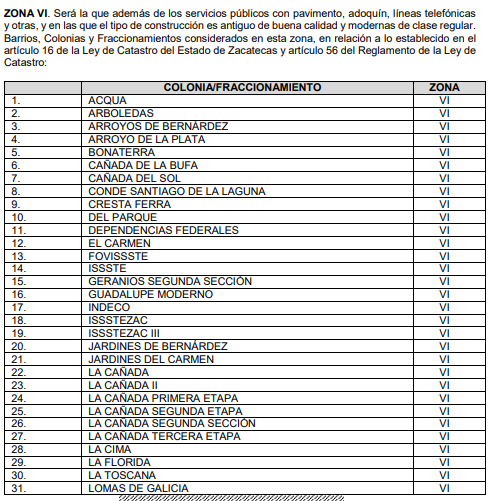 ZONA VI. Será la que además de los servicios públicos con pavimento, adoquín, líneas telefónicas
y otras, y en las que el tipo de construcción es antiguo de buena calidad y modernas de clase regular.
Barrios, Colonias y Fraccionamientos considerados en esta zona, en relación a lo establecido en el
artículo 16 de la Ley de Catastro del Estado de Zacatecas y artículo 56 del Reglamento de la Ley de
Catastro:
COLONIA/FRACCIONAMIENTO ZONA
1. ACQUA VI
2. ARBOLEDAS VI
3. ARROYOS DE BERNÁRDEZ VI
4. ARROYO DE LA PLATA VI
5. BONATERRA VI
6. CAÑADA DE LA BUFA VI
7. CAÑADA DEL SOL VI
8. CONDE SANTIAGO DE LA LAGUNA VI
9. CRESTA FERRA VI
10. DEL PARQUE VI
11. DEPENDENCIAS FEDERALES VI
12. EL CARMEN VI
13. FOVISSSTE VI
14. ISSSTE VI
15. GERANIOS SEGUNDA SECCIÓN VI
16. GUADALUPE MODERNO VI
17. INDECO VI
18. ISSSTEZAC VI
19. ISSSTEZAC III VI
20. JARDINES DE BERNÁRDEZ VI
21. JARDINES DEL CARMEN VI
22. LA CAÑADA VI
23. LA CAÑADA II VI
24. LA CAÑADA PRIMERA ETAPA VI
25. LA CAÑADA SEGUNDA ETAPA VI
26. LA CAÑADA SEGUNDA SECCIÓN VI
27. LA CAÑADA TERCERA ETAPA VI
28. LA CIMA VI
29. LA FLORIDA VI
30. LA TOSCANA VI
31. LOMAS DE GALICIA VI